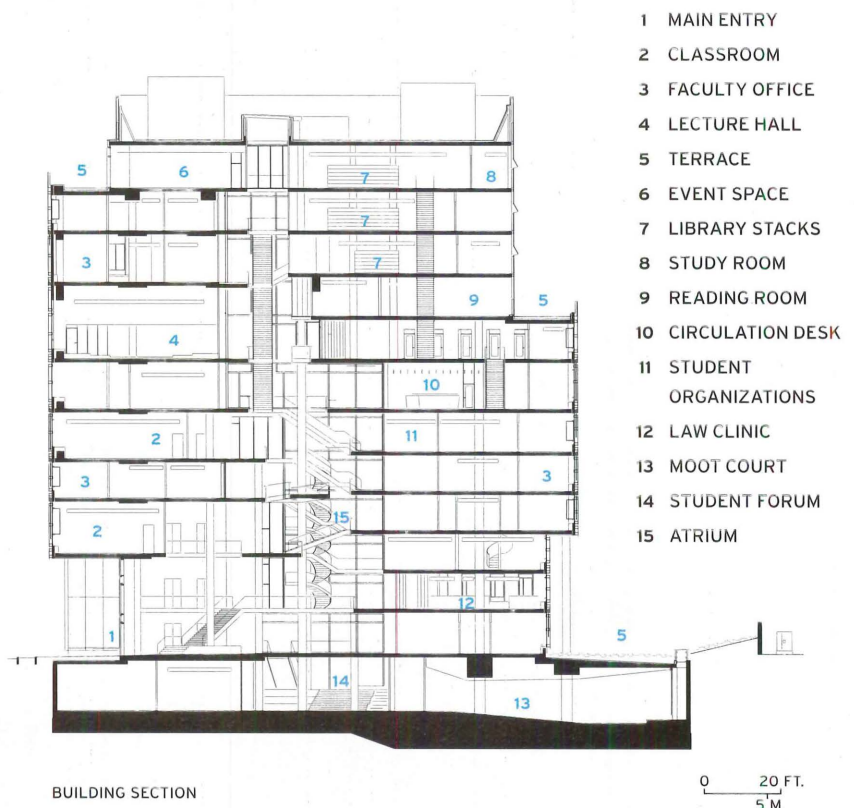 1 MAIN ENTRY
2 CLASSROOM
3 FACULTY OFFICE
4 LECTURE HALL
5 TERRACE
6 EVENT SPACE
7 LIBRARY STACKS
8 STUDY ROOM
9 READING ROOM
10 CIRCULATION DESK
11 STUDENT
ORGANIZATIONS
12 LAW CLINIC
13 MOOT COURT
14 STUDENT FORUM
15 ATRIUM
5 6 7 8
7
3 7
9 5
4
10
2 11
3 3
15
2
12
1 5
14
13
BUILDING SECTION
0 20 FT.
5 M